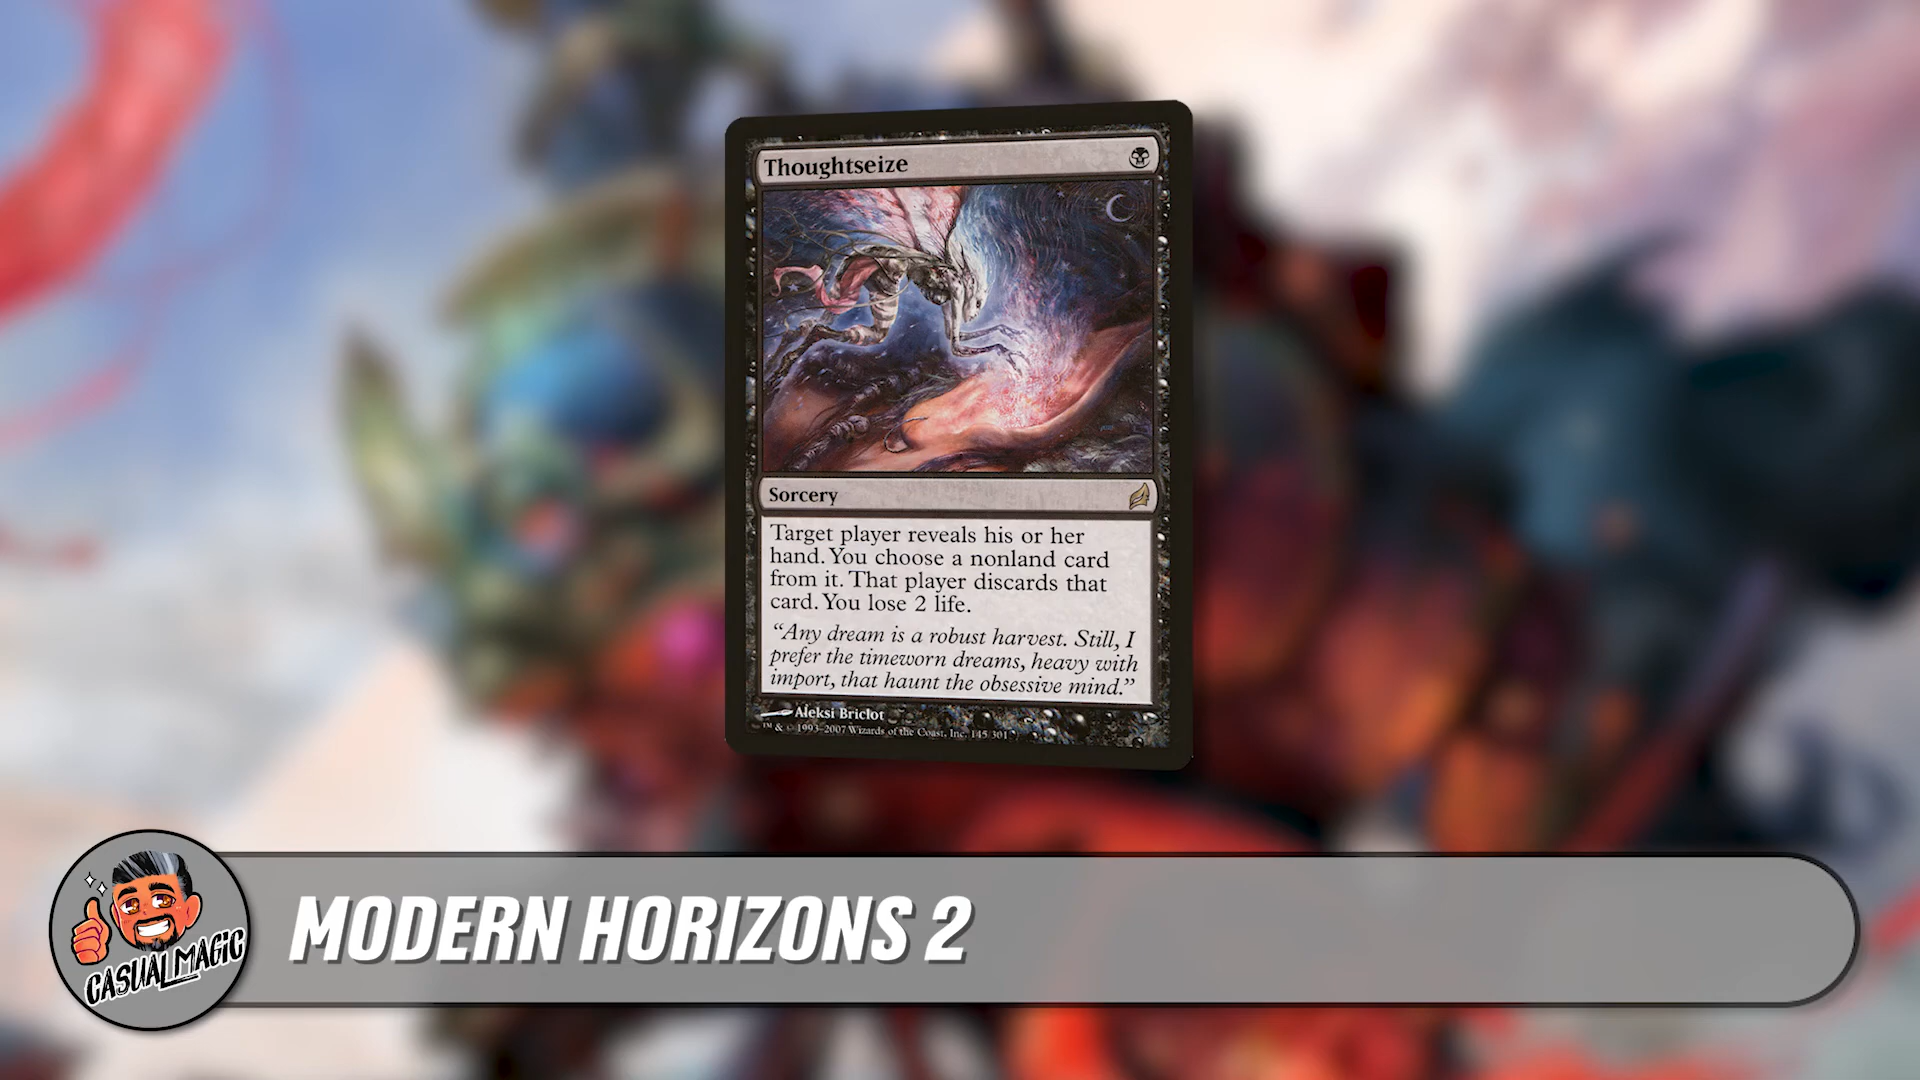 Thoughtseize
Sorcery
Target player reveals his or her
hand. You choose a nonland card
from it. That player discards that
card. You lose 2 life.
“Any dream is a robust harvest. Still, I
prefer the timeworn dreams, heavy with
import, that haunt the obsessive mind.”
Aleksi Briclot
™ & © 1993–2007 Wizards of the Coast, Inc. 145/301
CASUAL MAGIC
MODERN HORIZONS 2